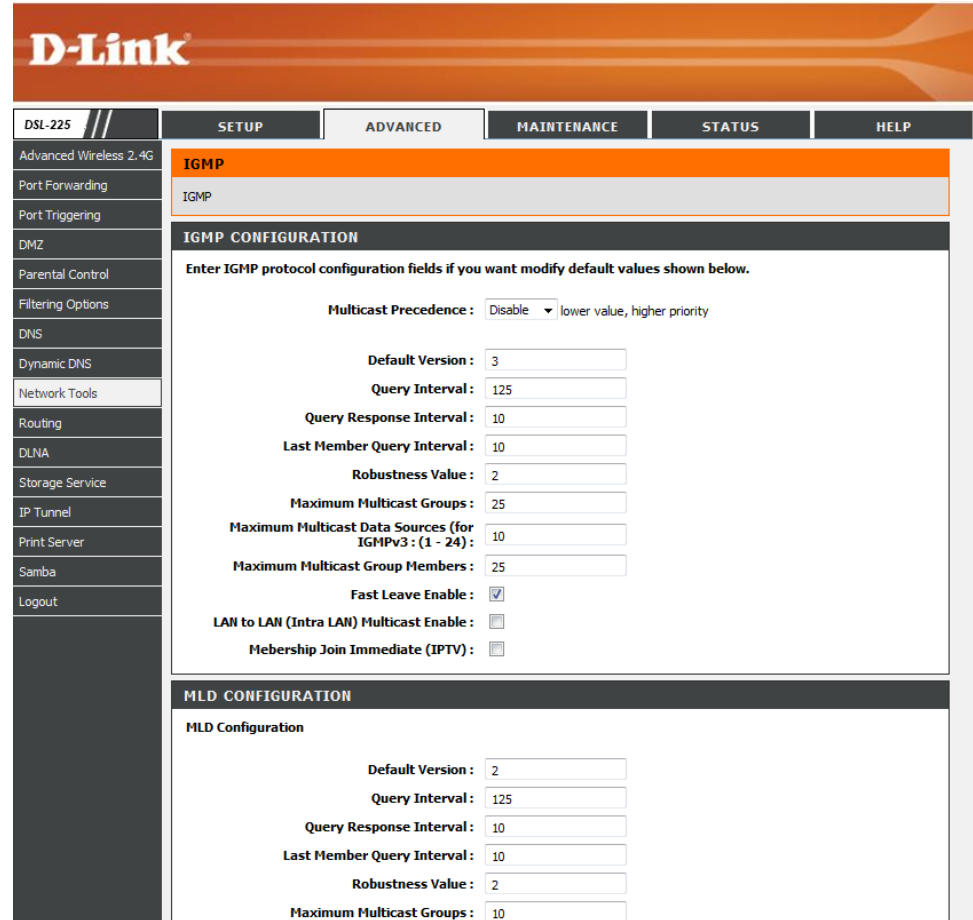 D-Link
DSL-225
SETUP
ADVANCED
MAINTENANCE
STATUS
HELP
Advanced Wireless 2.4G
Port Forwarding
Port Triggering
DMZ
Parental Control
Filtering Options
DNS
Dynamic DNS
Network Tools
Routing
DLNA
Storage Service
IP Tunnel
Print Server
Samba
Logout
IGMP
IGMP
IGMP CONFIGURATION
Enter IGMP protocol configuration fields if you want modify default values shown below.
Multicast Precedence : Disable lower value, higher priority
Default Version : 3
Query Interval : 125
Query Response Interval : 10
Last Member Query Interval : 10
Robustness Value : 2
Maximum Multicast Groups : 25
Maximum Multicast Data Sources (for
IGMPv3 : (1 - 24) : 10
Maximum Multicast Group Members : 25
Fast Leave Enable :
LAN to LAN (Intra LAN) Multicast Enable :
Mebership Join Immediate (IPTV) :
MLD CONFIGURATION
MLD Configuration
Default Version : 2
Query Interval : 125
Query Response Interval : 10
Last Member Query Interval : 10
Robustness Value : 2
Maximum Multicast Groups : 10